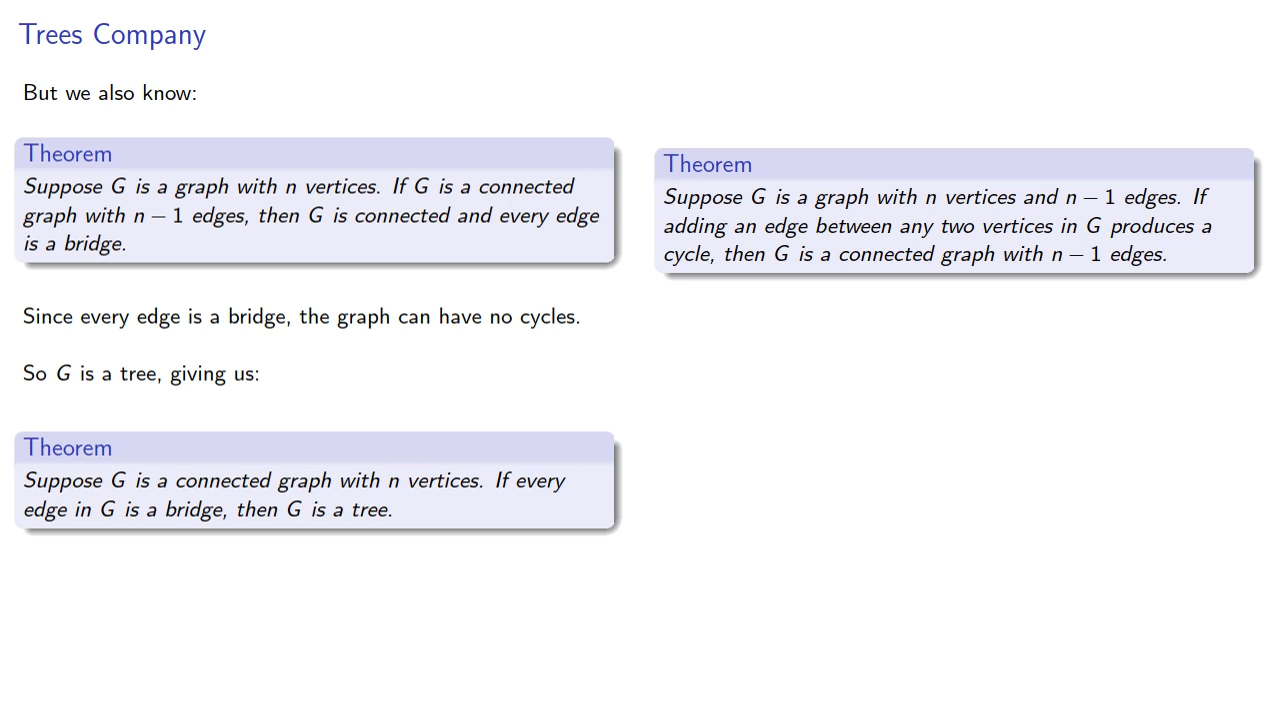 Trees Company
But we also know:
Theorem
Suppose G is a graph with n vertices. If G is a connected
graph with n − 1 edges, then G is connected and every edge
is a bridge.
Since every edge is a bridge, the graph can have no cycles.
So G is a tree, giving us:
Theorem
Suppose G is a connected graph with n vertices. If every
edge in G is a bridge, then G is a tree.
Theorem
Suppose G is a graph with n vertices and n − 1 edges. If
adding an edge between any two vertices in G produces a
cycle, then G is a connected graph with n − 1 edges.